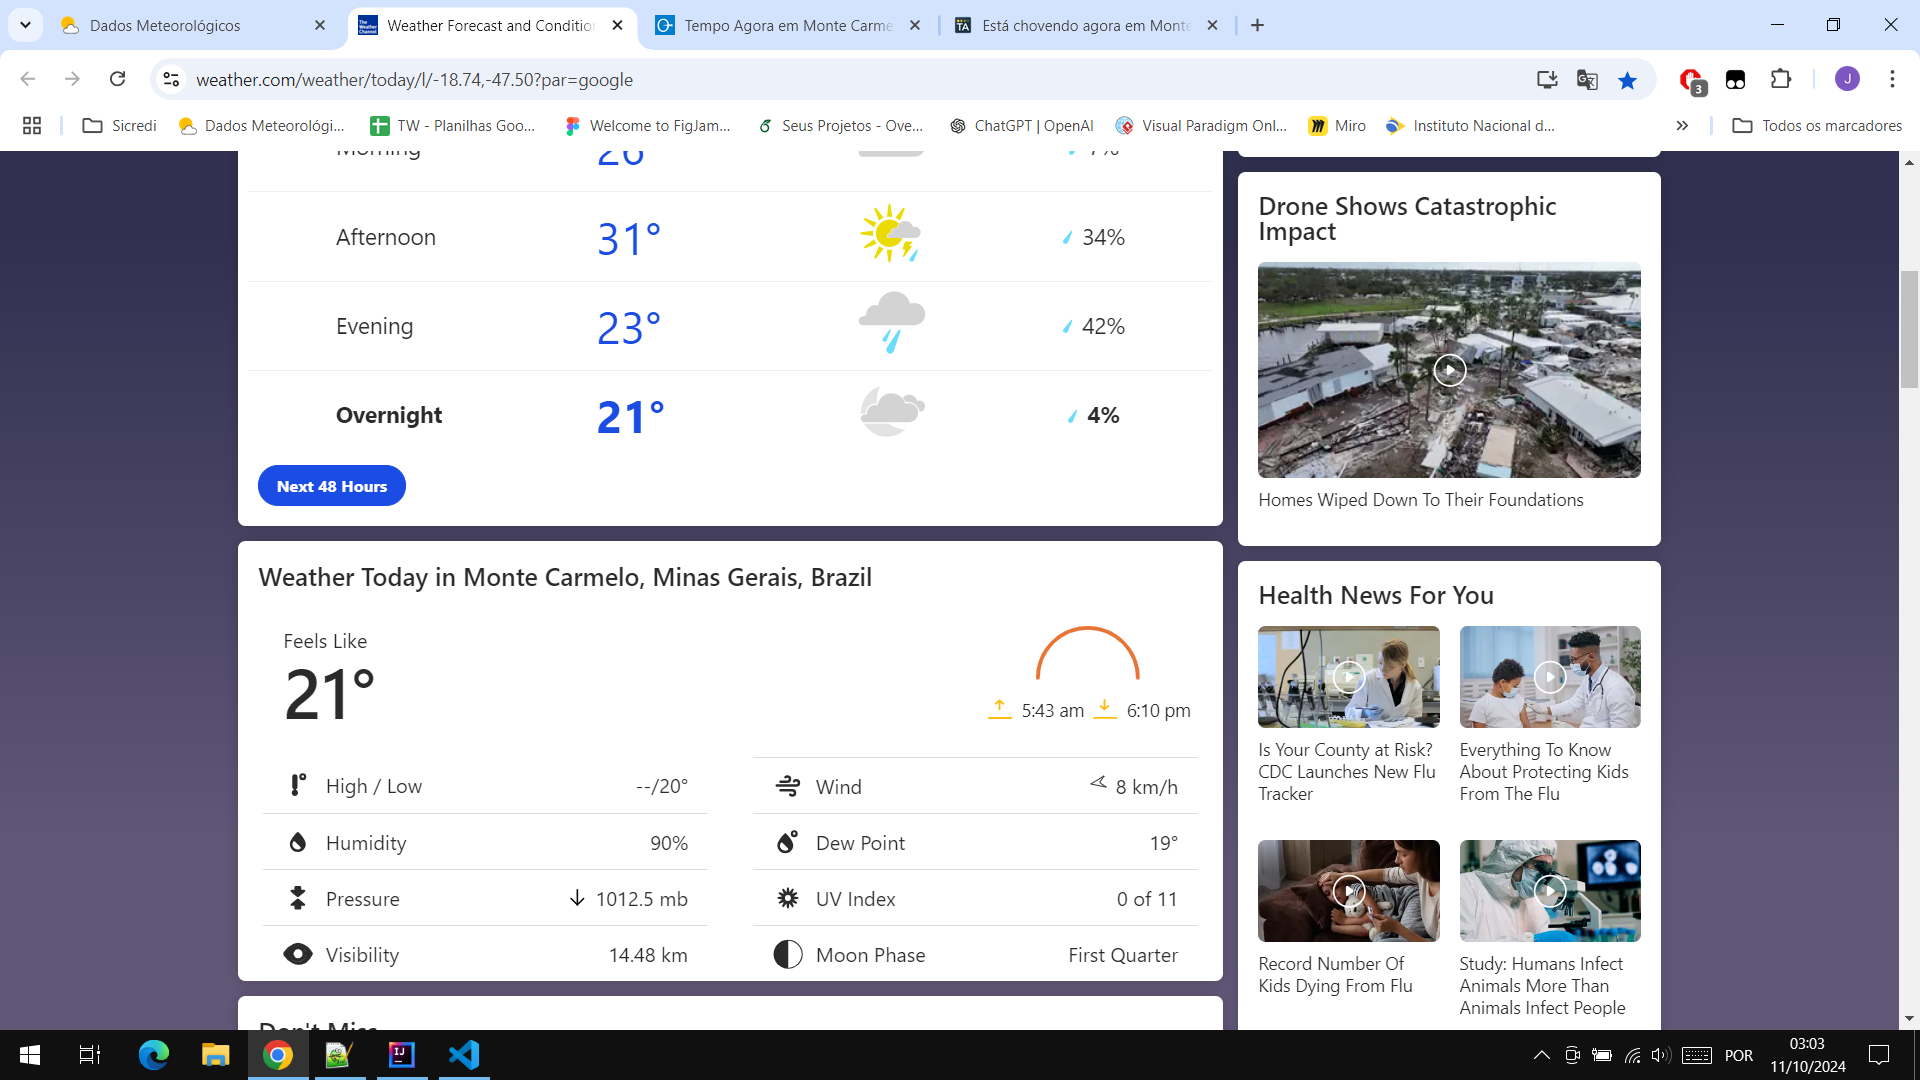 Dados Meteorológicos
Weather Forecast and Condition
Tempo Agora em Monte Carme
Está chovendo agora em Monte
weather.com/weather/today/l/-18.74,-47.50?par=google
3
J
Sicredi
Dados Meteorológi...
TW - Planilhas Goo...
Welcome to FigJam...
Seus Projetos - Ove...
ChatGPT | OpenAI
Visual Paradigm Onl...
Miro
Instituto Nacional d...
Todos os marcadores
Morning 26° 7%
Afternoon 31° 34%
Evening 23° 42%
Overnight 21° 4%
Next 48 Hours
Weather Today in Monte Carmelo, Minas Gerais, Brazil
Feels Like
21°
5:43 am 6:10 pm
High / Low --/20°
Wind 8 km/h
Humidity 90%
Dew Point 19°
Pressure 1012.5 mb
UV Index 0 of 11
Visibility 14.48 km
Moon Phase First Quarter
Don't Miss
Drone Shows Catastrophic
Impact
Homes Wiped Down To Their Foundations
Health News For You
Is Your County at Risk?
CDC Launches New Flu
Tracker
Everything To Know
About Protecting Kids
From The Flu
Record Number Of
Kids Dying From Flu
Study: Humans Infect
Animals More Than
Animals Infect People
POR
03:03
11/10/2024